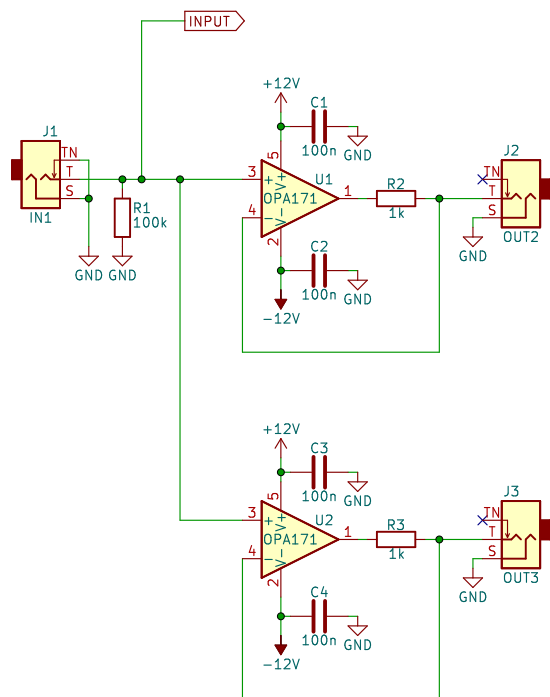 INPUT
+12V
C1
100n
GND
J1
TN
T
S
IN1
R1
100k
GND
GND
5
V+
3
+
U1
OPA171
1
4
-
V-
2
R2
1k
J2
TN
T
S
OUT2
GND
C2
100n
GND
-12V
+12V
C3
100n
GND
5
V+
3
+
U2
OPA171
1
4
-
V-
2
R3
1k
J3
TN
T
S
OUT3
GND
C4
100n
GND
-12V